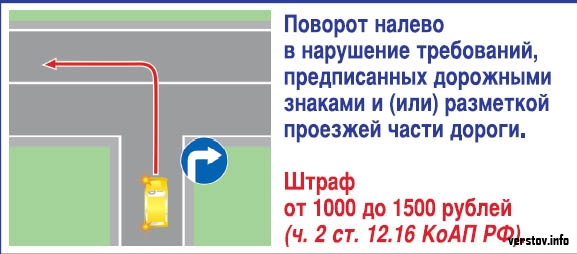 Поворот налево
в нарушение требований,
предписанных дорожными
знаками и (или) разметкой
проезжей части дороги.
Штраф
от 1000 до 1500 рублей
(ч. 2 ст. 12.16 КоАП РФ)
verstov.info